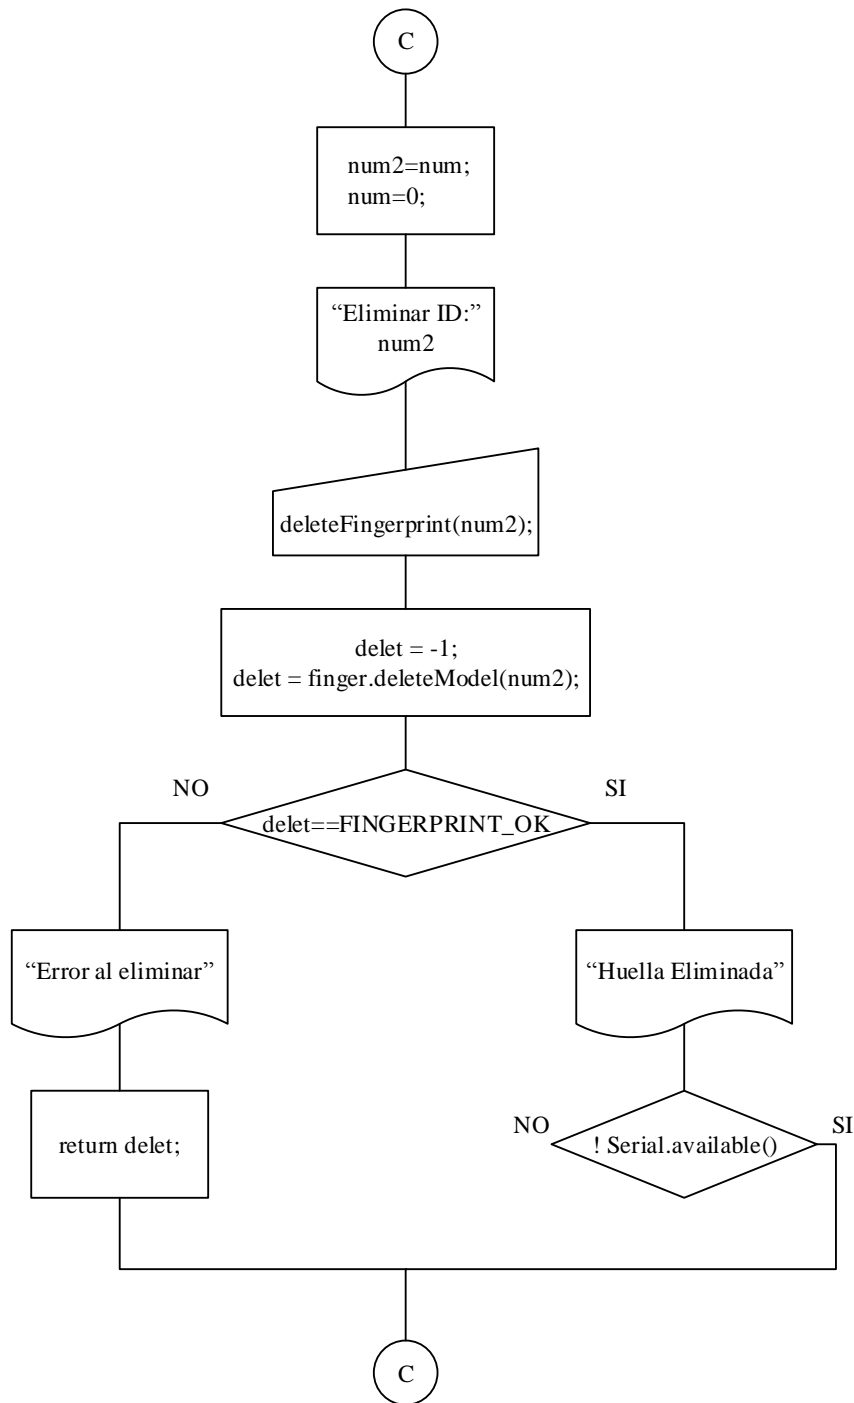 C
num2=num;
num=0;
“Eliminar ID:”
num2
deleteFingerprint(num2);
delet = -1;
delet = finger.deleteModel(num2);
NO
SI
delet==FINGERPRINT_OK
“Error al eliminar”
“Huella Eliminada”
return delet;
NO
! Serial.available()
SI
C